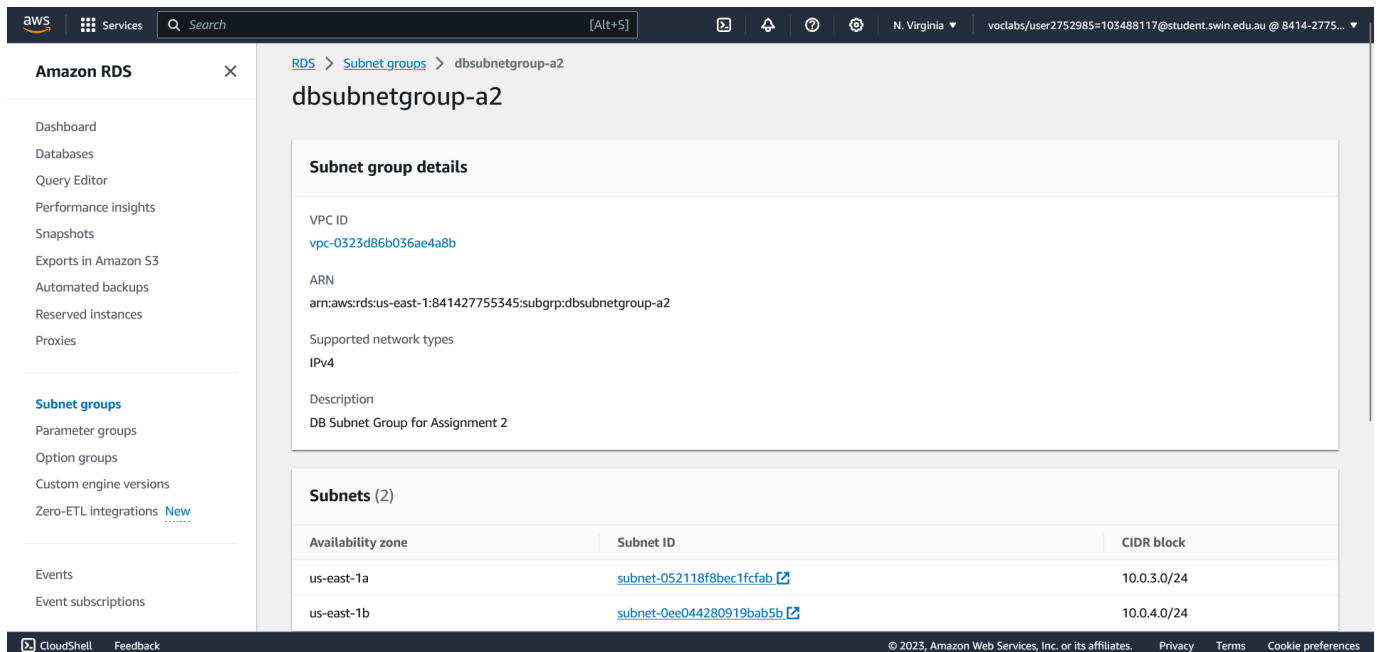 aws Services Search [Alt+S] N. Virginia voclabs/user2752985=103488117@student.swin.edu.au @ 8414-2775...
Amazon RDS
Dashboard
Databases
Query Editor
Performance insights
Snapshots
Exports in Amazon S3
Automated backups
Reserved instances
Proxies
Subnet groups
Parameter groups
Option groups
Custom engine versions
Zero-ETL integrations New
Events
Event subscriptions
RDS > Subnet groups > dbsubnetgroup-a2
dbsubnetgroup-a2
Subnet group details
VPC ID
vpc-0323d86b036ae4a8b
ARN
arn:aws:rds:us-east-1:841427755345:subgrp:dbsubnetgroup-a2
Supported network types
IPv4
Description
DB Subnet Group for Assignment 2
Subnets (2)
Availability zone Subnet ID CIDR block
us-east-1a subnet-052118f8bec1fcfab 10.0.3.0/24
us-east-1b subnet-0ee044280919bab5b 10.0.4.0/24
CloudShell Feedback © 2023, Amazon Web Services, Inc. or its affiliates. Privacy Terms Cookie preferences